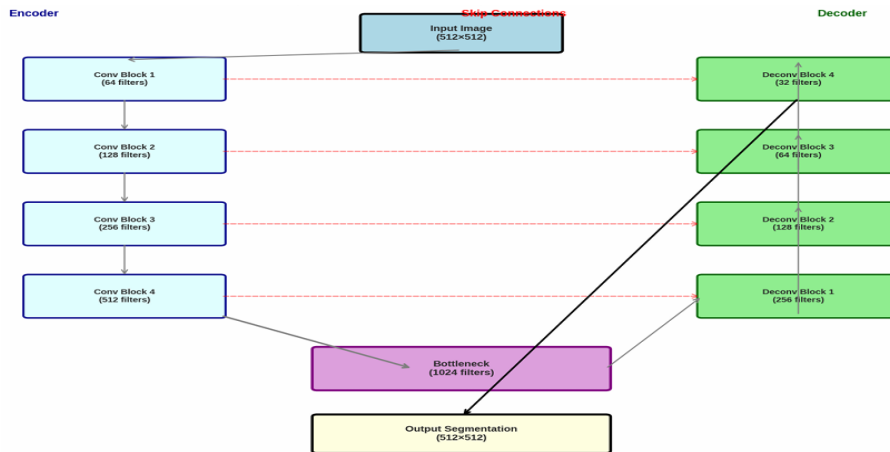 Encoder
Skip Connections
Decoder
Input Image
(512×512)
Conv Block 1
(64 filters)
Deconv Block 4
(32 filters)
Conv Block 2
(128 filters)
Deconv Block 3
(64 filters)
Conv Block 3
(256 filters)
Deconv Block 2
(128 filters)
Conv Block 4
(512 filters)
Deconv Block 1
(256 filters)
Bottleneck
(1024 filters)
Output Segmentation
(512×512)